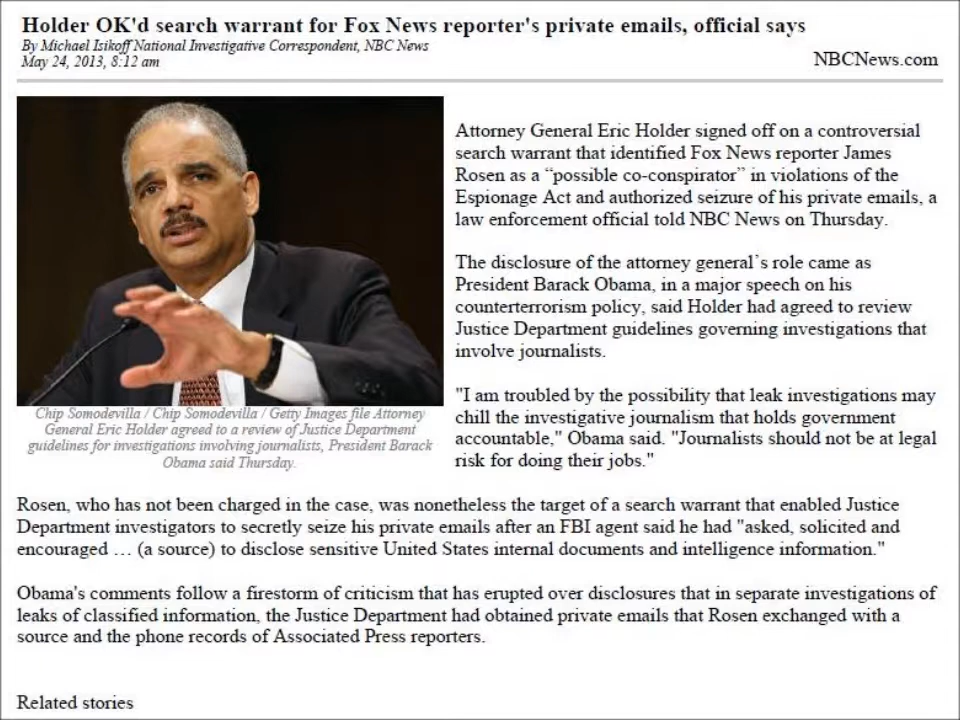 Holder OK'd search warrant for Fox News reporter's private emails, official says
By Michael Isikoff National Investigative Correspondent, NBC News
May 24, 2013, 8:12 am
NBCNews.com
Attorney General Eric Holder signed off on a controversial
search warrant that identified Fox News reporter James
Rosen as a “possible co-conspirator” in violations of the
Espionage Act and authorized seizure of his private emails, a
law enforcement official told NBC News on Thursday.
The disclosure of the attorney general’s role came as
President Barack Obama, in a major speech on his
counterterrorism policy, said Holder had agreed to review
Justice Department guidelines governing investigations that
involve journalists.
"I am troubled by the possibility that leak investigations may
chill the investigative journalism that holds government
accountable," Obama said. "Journalists should not be at legal
risk for doing their jobs."
Chip Somodevilla / Chip Somodevilla / Getty Images file Attorney
General Eric Holder agreed to a review of Justice Department
guidelines for investigations involving journalists, President Barack
Obama said Thursday.
Rosen, who has not been charged in the case, was nonetheless the target of a search warrant that enabled Justice
Department investigators to secretly seize his private emails after an FBI agent said he had "asked, solicited and
encouraged … (a source) to disclose sensitive United States internal documents and intelligence information."
Obama's comments follow a firestorm of criticism that has erupted over disclosures that in separate investigations of
leaks of classified information, the Justice Department had obtained private emails that Rosen exchanged with a
source and the phone records of Associated Press reporters.
Related stories